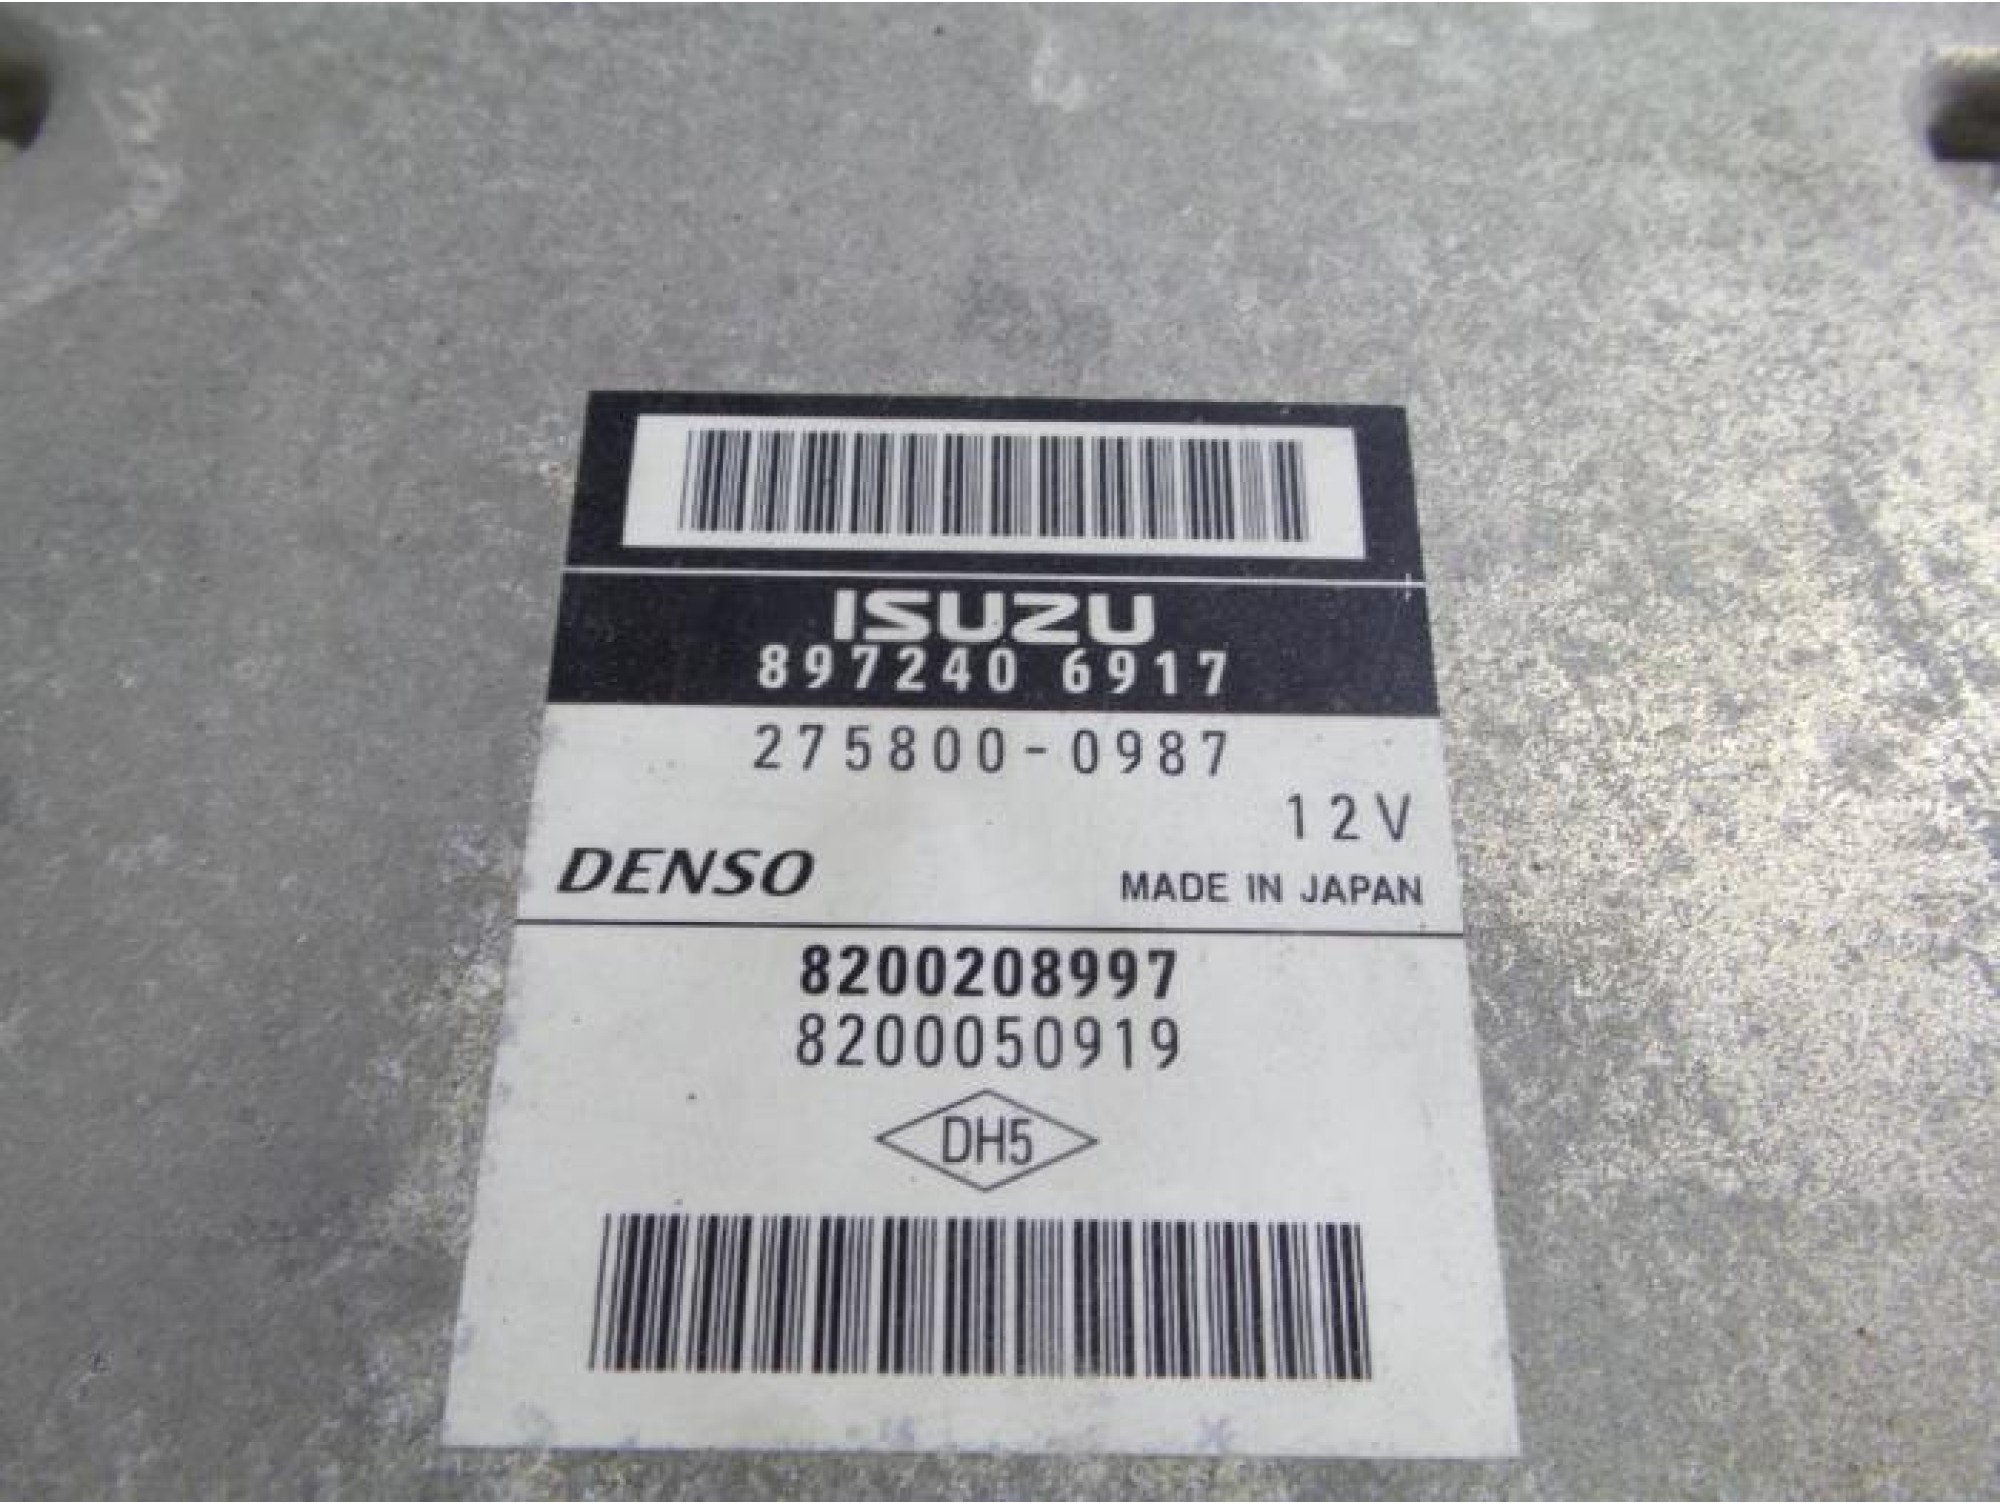 ISUZU
897240 6917
275800-0987
12V
DENSO MADE IN JAPAN
8200208997
8200050919
DH5